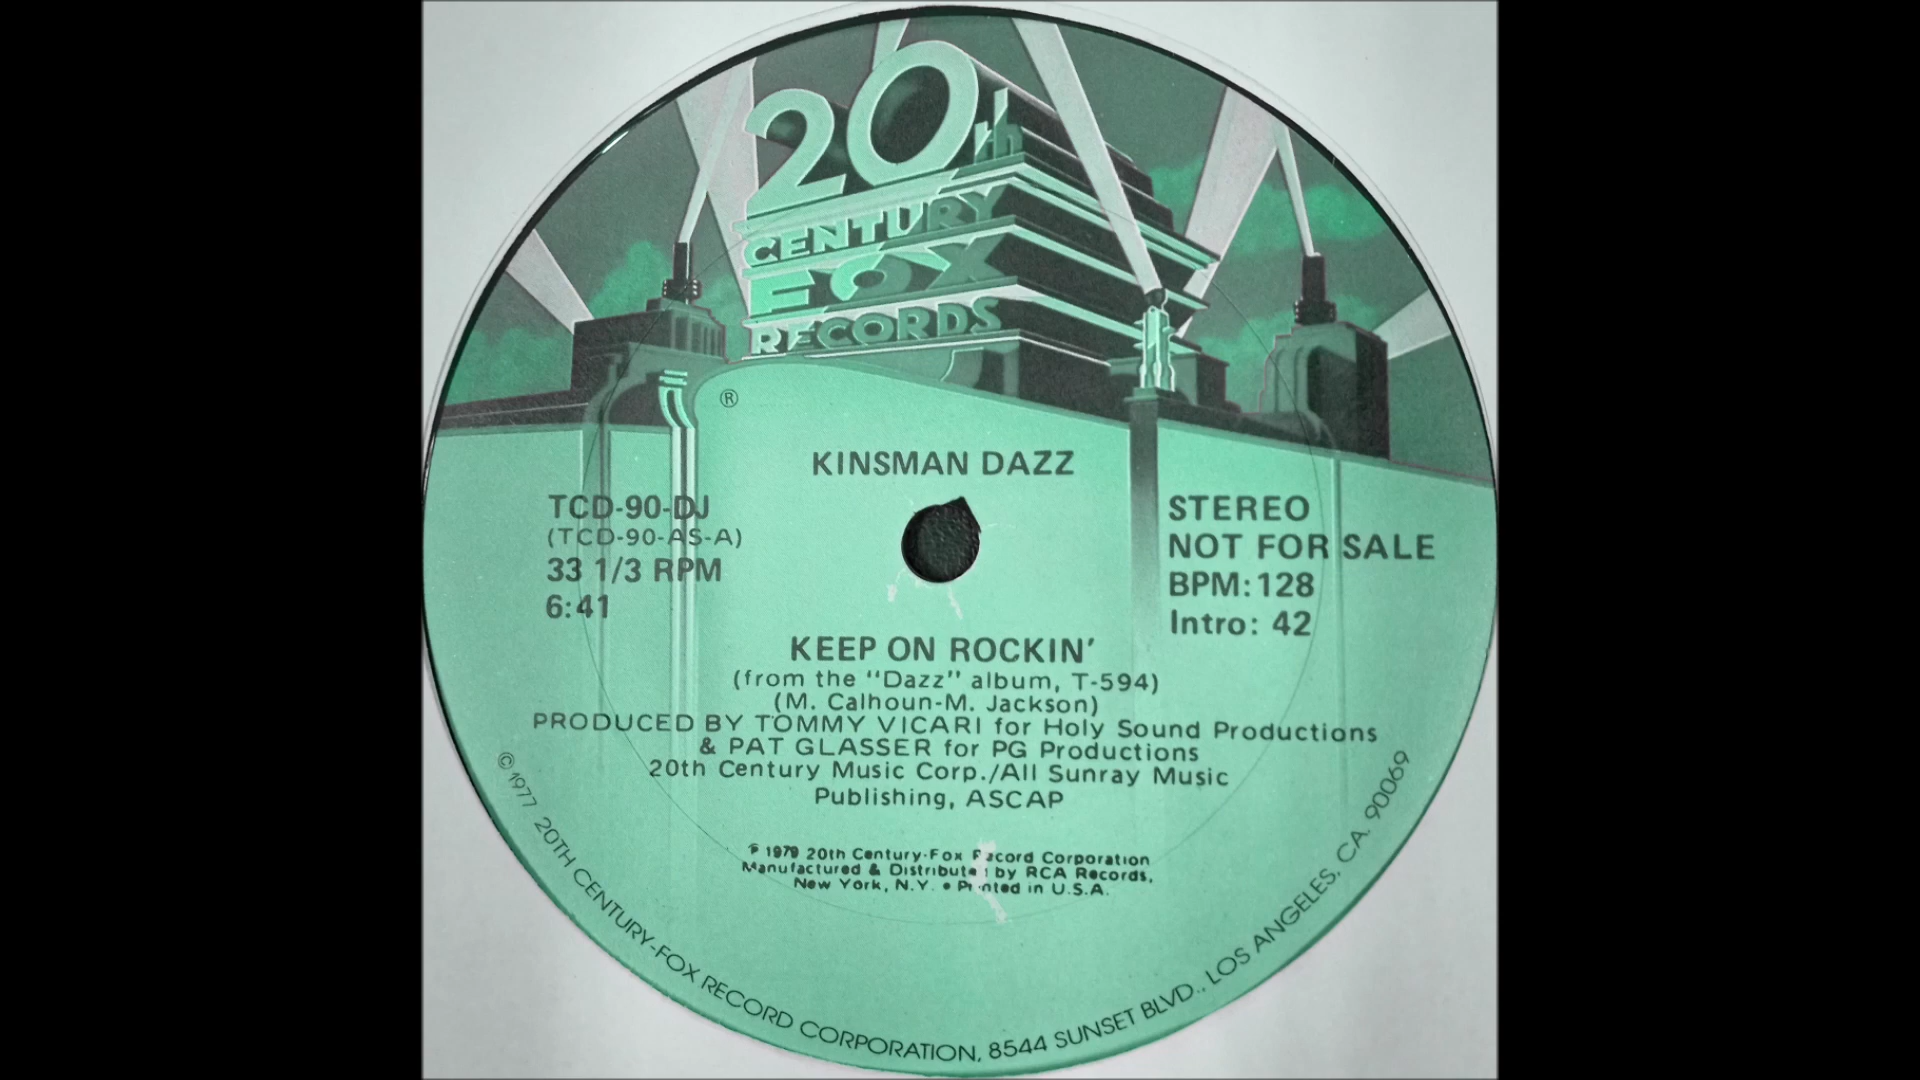 20th
CENTURY
FOX
RECORDS
®
KINSMAN DAZZ
TCD-90-DJ
(TCD-90-AS-A)
33 1/3 RPM
6:41
STEREO
NOT FOR SALE
BPM: 128
Intro: 42
KEEP ON ROCKIN'
(from the "Dazz" album, T-594)
(M. Calhoun-M. Jackson)
PRODUCED BY TOMMY VICARI for Holy Sound Productions
& PAT GLASSER for PG Productions
20th Century Music Corp./All Sunray Music
Publishing, ASCAP
℗ 1979 20th Century-Fox Record Corporation
Manufactured & Distributed by RCA Records,
New York, N.Y. • Printed in U.S.A.
© 1977 20TH CENTURY-FOX RECORD CORPORATION, 8544 SUNSET BLVD., LOS ANGELES, CA. 90069